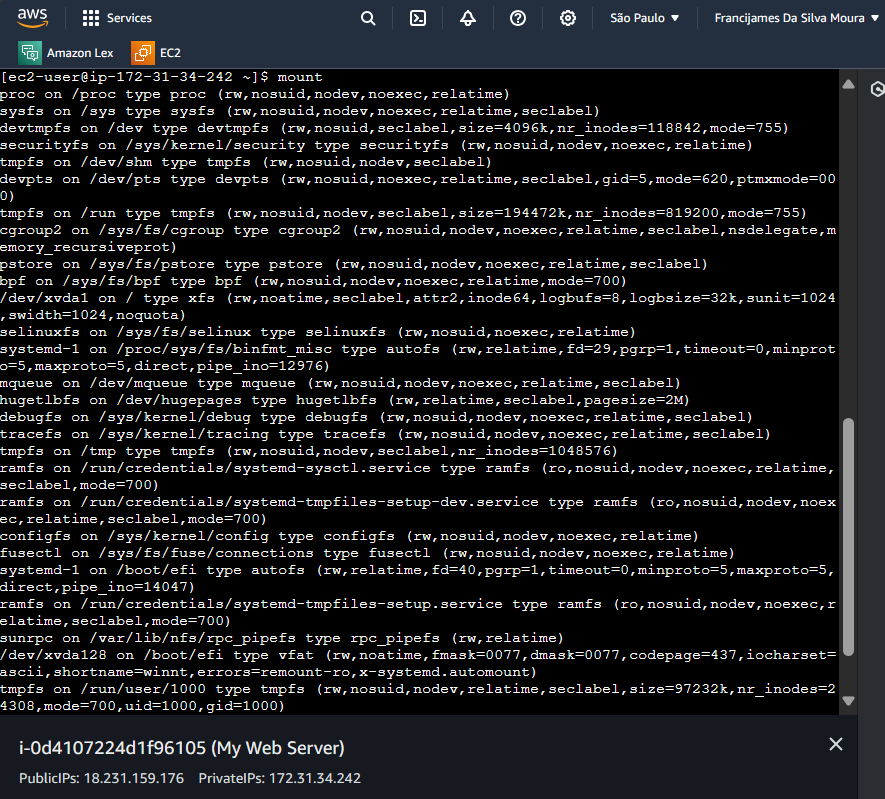 aws
Services
São Paulo
Francijames Da Silva Moura
Amazon Lex
EC2
[ec2-user@ip-172-31-34-242 ~]$ mount
proc on /proc type proc (rw,nosuid,nodev,noexec,relatime)
sysfs on /sys type sysfs (rw,nosuid,nodev,noexec,relatime,seclabel)
devtmpfs on /dev type devtmpfs (rw,nosuid,seclabel,size=4096k,nr_inodes=118842,mode=755)
securityfs on /sys/kernel/security type securityfs (rw,nosuid,nodev,noexec,relatime)
tmpfs on /dev/shm type tmpfs (rw,nosuid,nodev,seclabel)
devpts on /dev/pts type devpts (rw,nosuid,noexec,relatime,seclabel,gid=5,mode=620,ptmxmode=00
0)
tmpfs on /run type tmpfs (rw,nosuid,nodev,seclabel,size=194472k,nr_inodes=819200,mode=755)
cgroup2 on /sys/fs/cgroup type cgroup2 (rw,nosuid,nodev,noexec,relatime,seclabel,nsdelegate,m
emory_recursiveprot)
pstore on /sys/fs/pstore type pstore (rw,nosuid,nodev,noexec,relatime,seclabel)
bpf on /sys/fs/bpf type bpf (rw,nosuid,nodev,noexec,relatime,mode=700)
/dev/xvda1 on / type xfs (rw,noatime,seclabel,attr2,inode64,logbufs=8,logbsize=32k,sunit=1024
,swidth=1024,noquota)
selinuxfs on /sys/fs/selinux type selinuxfs (rw,nosuid,noexec,relatime)
systemd-1 on /proc/sys/fs/binfmt_misc type autofs (rw,relatime,fd=29,pgrp=1,timeout=0,minprot
o=5,maxproto=5,direct,pipe_ino=12976)
mqueue on /dev/mqueue type mqueue (rw,nosuid,nodev,noexec,relatime,seclabel)
hugetlbfs on /dev/hugepages type hugetlbfs (rw,relatime,seclabel,pagesize=2M)
debugfs on /sys/kernel/debug type debugfs (rw,nosuid,nodev,noexec,relatime,seclabel)
tracefs on /sys/kernel/tracing type tracefs (rw,nosuid,nodev,noexec,relatime,seclabel)
tmpfs on /tmp type tmpfs (rw,nosuid,nodev,seclabel,nr_inodes=1048576)
ramfs on /run/credentials/systemd-sysctl.service type ramfs (ro,nosuid,nodev,noexec,relatime,
seclabel,mode=700)
ramfs on /run/credentials/systemd-tmpfiles-setup-dev.service type ramfs (ro,nosuid,nodev,noex
ec,relatime,seclabel,mode=700)
configfs on /sys/kernel/config type configfs (rw,nosuid,nodev,noexec,relatime)
fusectl on /sys/fs/fuse/connections type fusectl (rw,nosuid,nodev,noexec,relatime)
systemd-1 on /boot/efi type autofs (rw,relatime,fd=40,pgrp=1,timeout=0,minproto=5,maxproto=5,
direct,pipe_ino=14047)
ramfs on /run/credentials/systemd-tmpfiles-setup.service type ramfs (ro,nosuid,nodev,noexec,r
elatime,seclabel,mode=700)
sunrpc on /var/lib/nfs/rpc_pipefs type rpc_pipefs (rw,relatime)
/dev/xvda128 on /boot/efi type vfat (rw,noatime,fmask=0077,dmask=0077,codepage=437,iocharset=
ascii,shortname=winnt,errors=remount-ro,x-systemd.automount)
tmpfs on /run/user/1000 type tmpfs (rw,nosuid,nodev,relatime,seclabel,size=97232k,nr_inodes=2
4308,mode=700,uid=1000,gid=1000)
i-0d4107224d1f96105 (My Web Server)
PublicIPs: 18.231.159.176 PrivateIPs: 172.31.34.242